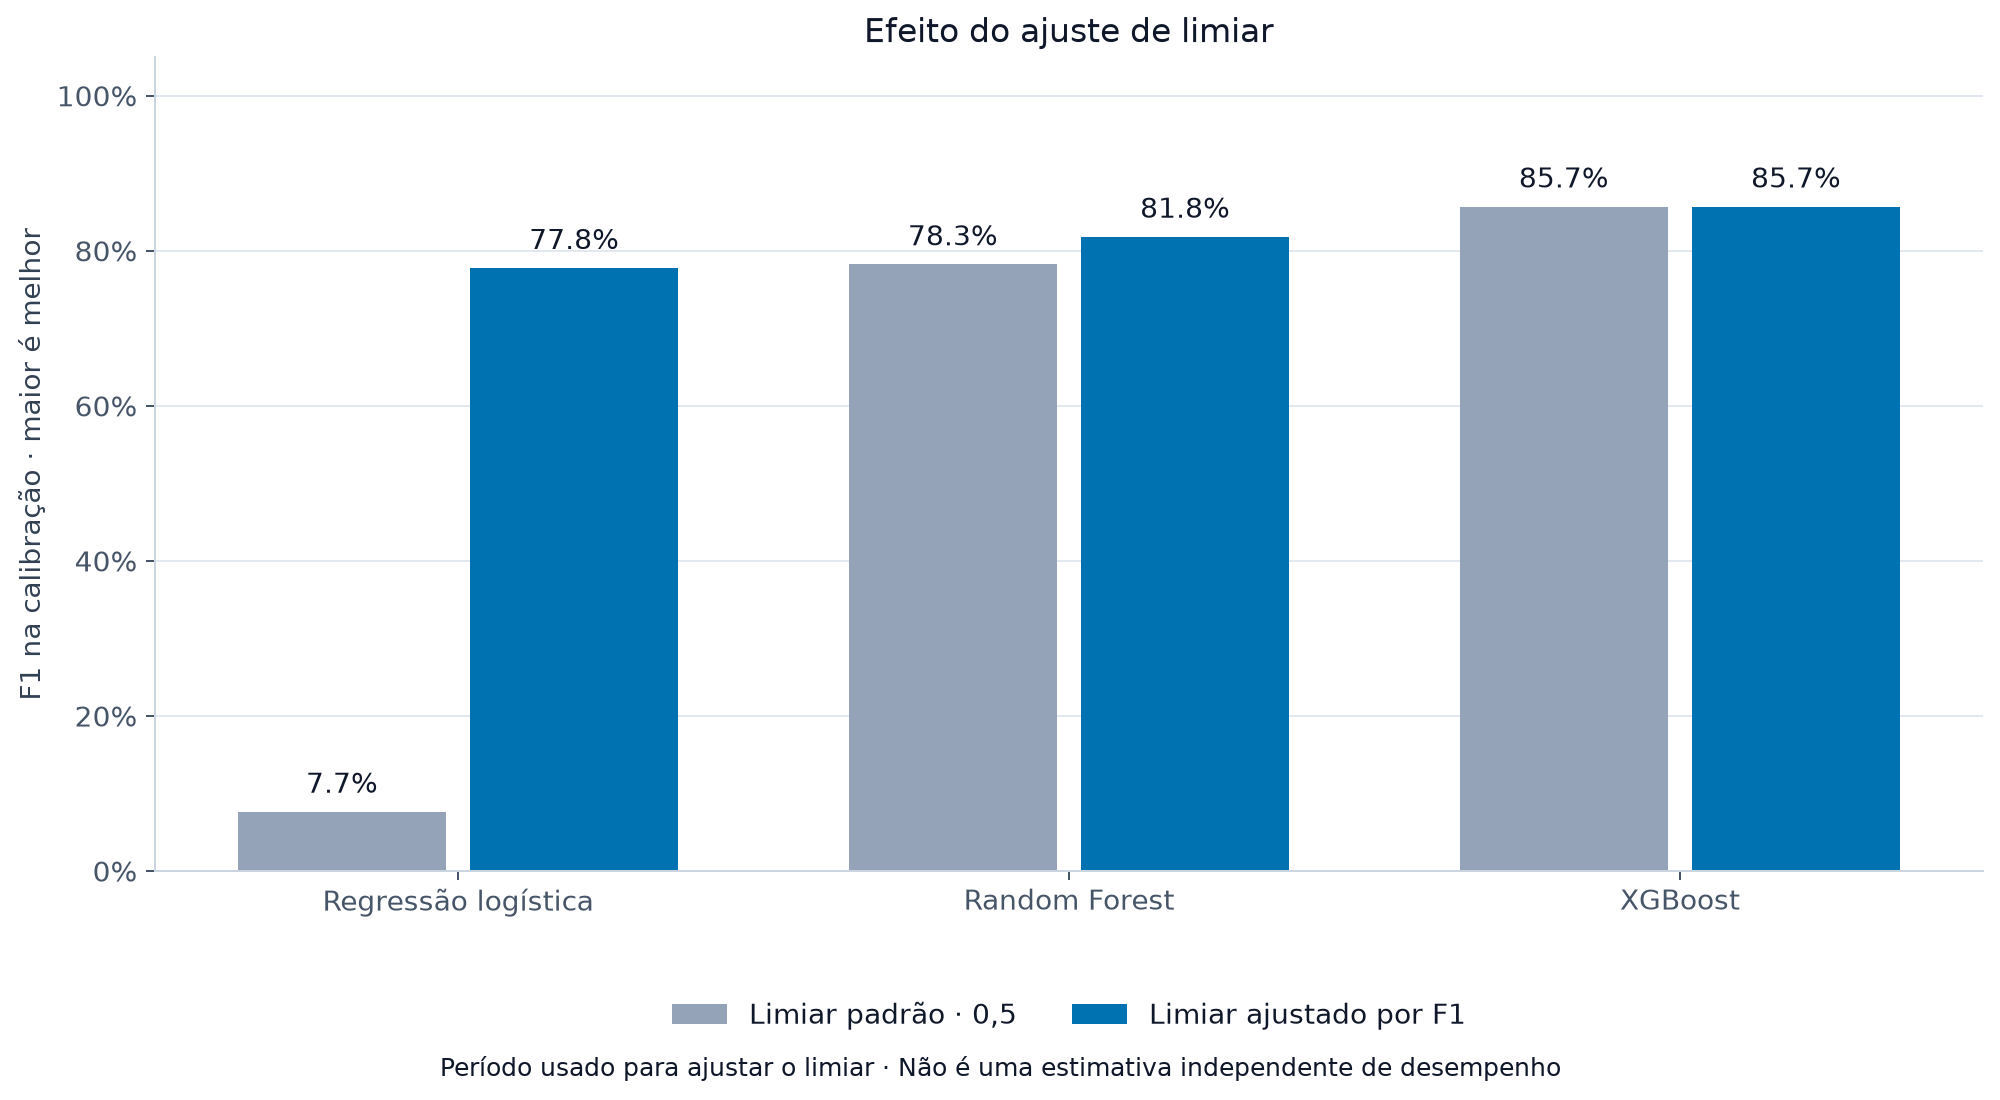 Efeito do ajuste de limiar
F1 na calibração · maior é melhor
100%
80%
60%
40%
20%
0%
7.7%
77.8%
78.3%
81.8%
85.7%
85.7%
Regressão logística
Random Forest
XGBoost
Limiar padrão · 0,5
Limiar ajustado por F1
Período usado para ajustar o limiar · Não é uma estimativa independente de desempenho